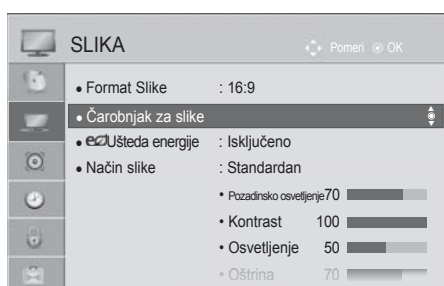 SLIKA
Pomeri OK
• Format Slike : 16:9
• Čarobnjak za slike
• eco Ušteda energije : Isključeno
• Način slike : Standardan
• Pozadinsko osvetljenje 70
• Kontrast 100
• Osvetljenje 50
• Oštrina 70